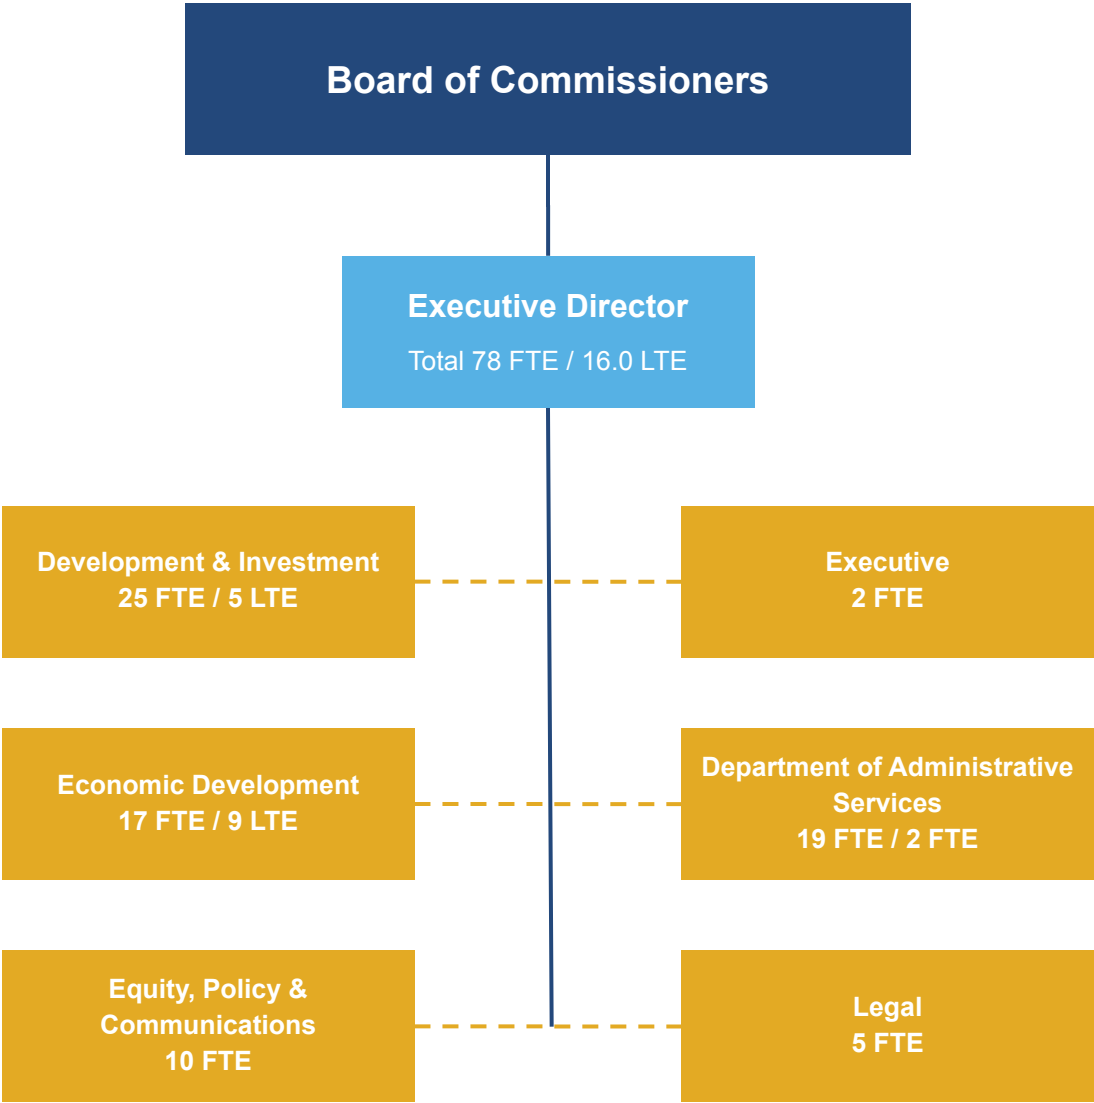 Board of Commissioners
Executive Director
Total 78 FTE / 16.0 LTE
Development & Investment
25 FTE / 5 LTE
Executive
2 FTE
Economic Development
17 FTE / 9 LTE
Department of Administrative
Services
19 FTE / 2 FTE
Equity, Policy &
Communications
10 FTE
Legal
5 FTE